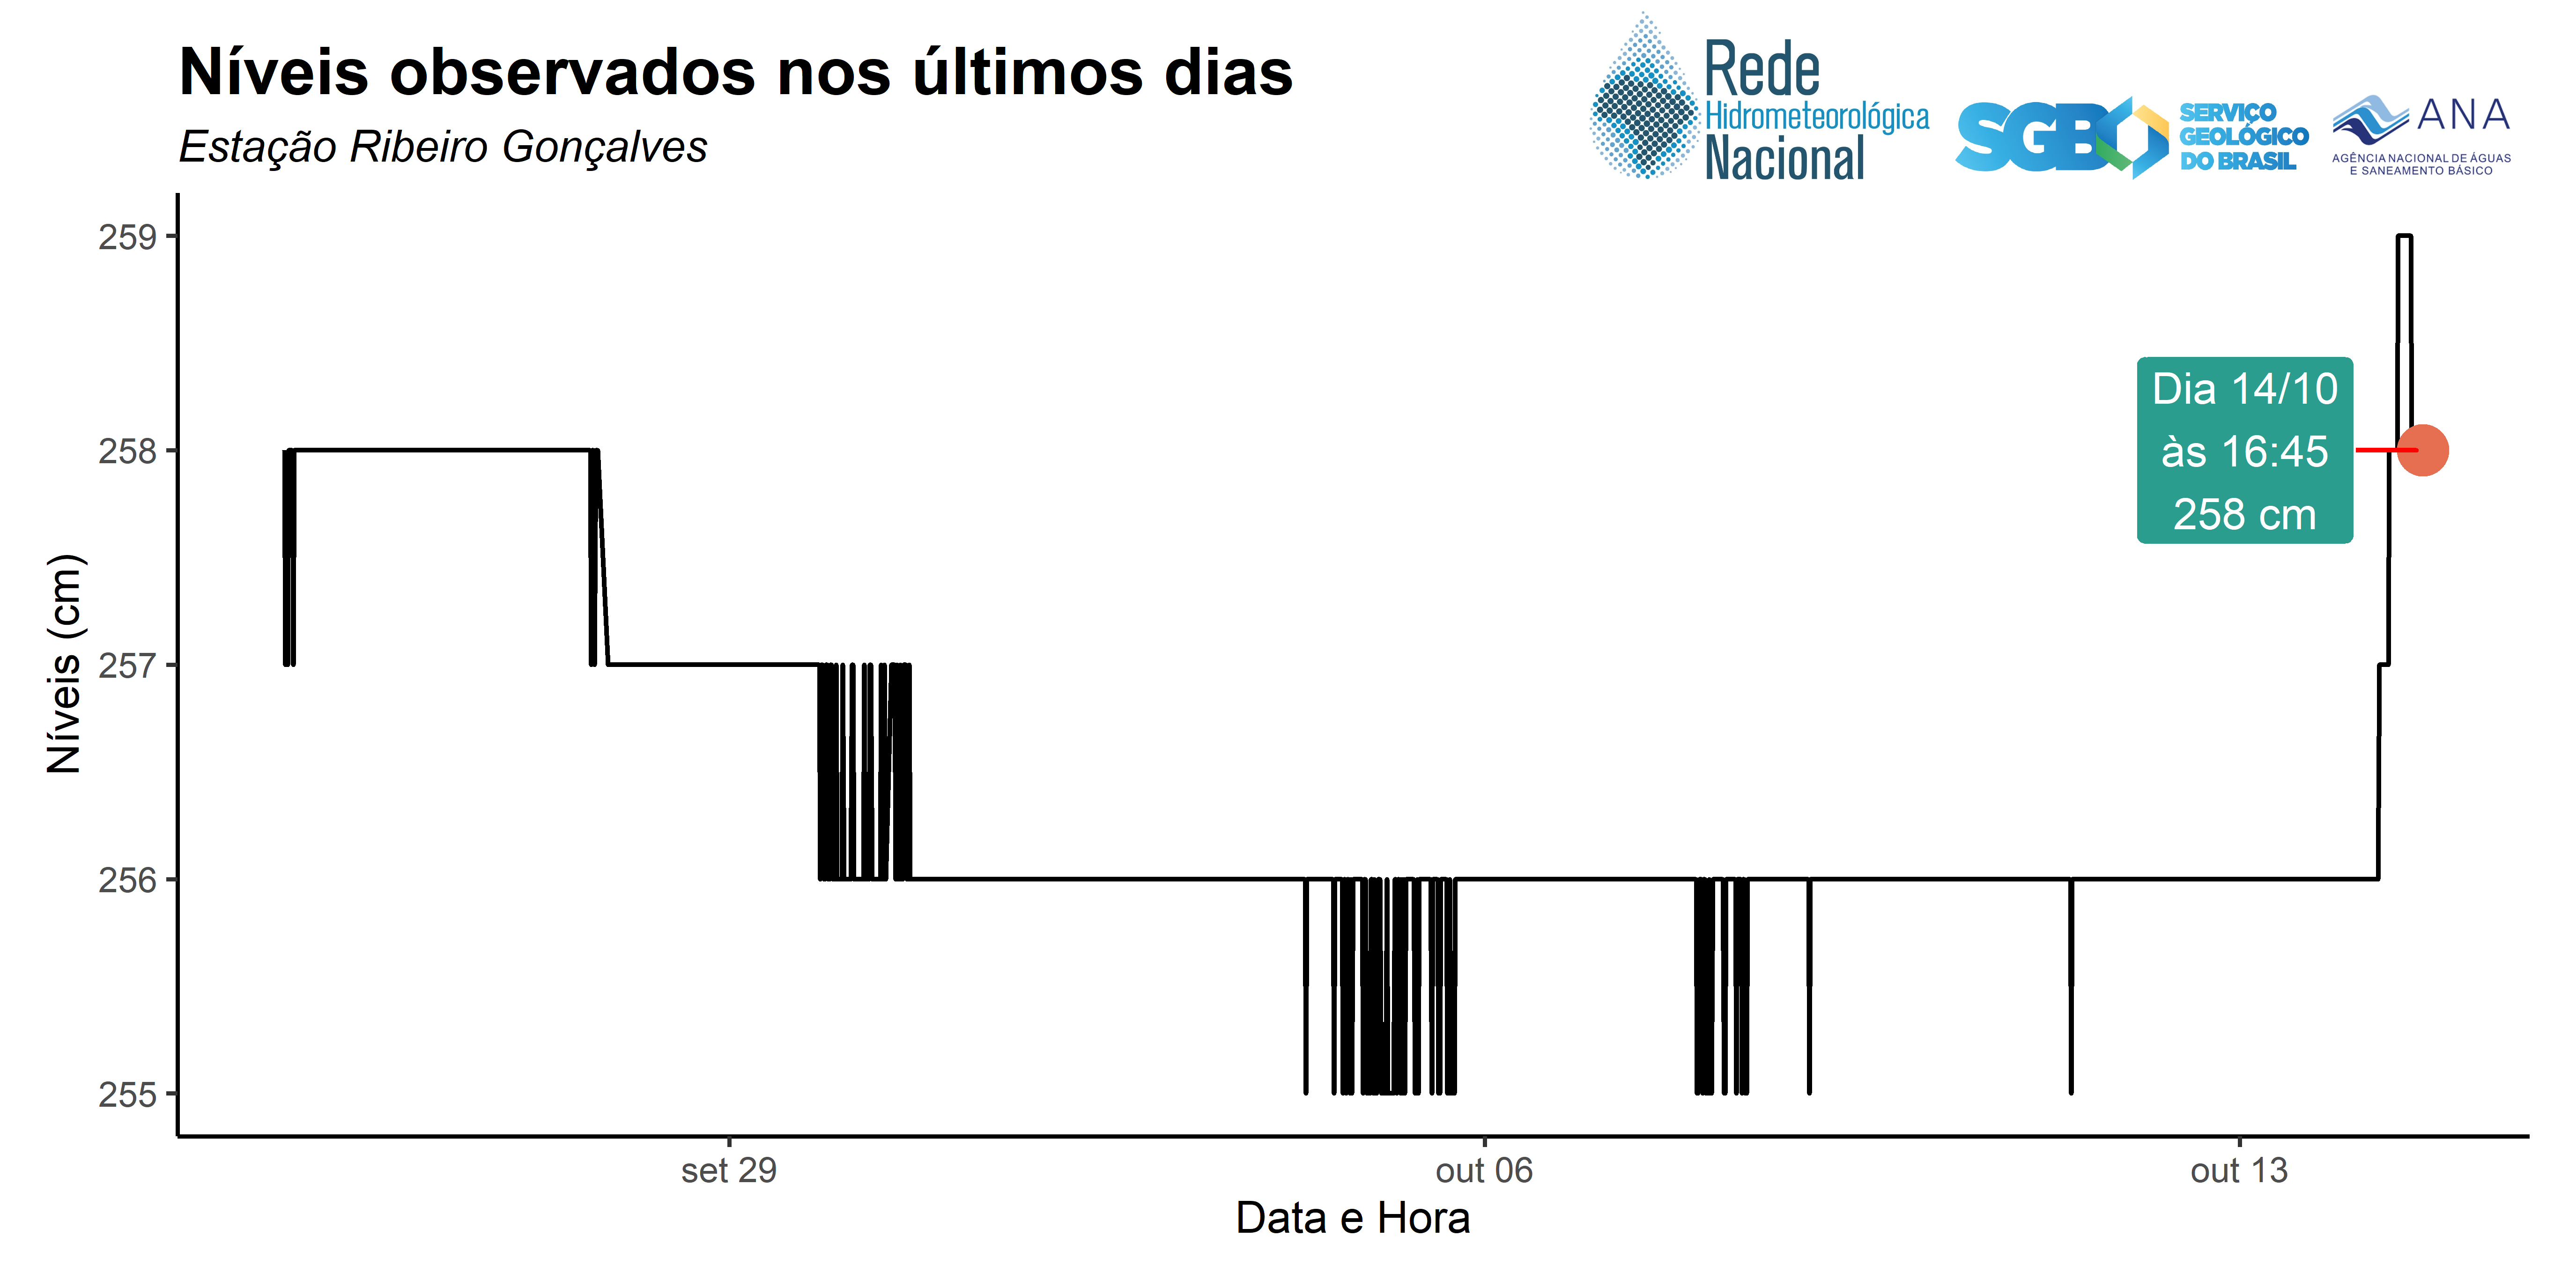 Níveis observados nos últimos dias
Estação Ribeiro Gonçalves
Rede
Hidrometeorológica
Nacional
SGB
SERVIÇO
GEOLÓGICO
DO BRASIL
ANA
AGÊNCIA NACIONAL DE ÁGUAS
E SANEAMENTO BÁSICO
Níveis (cm)
259
258
257
256
255
Dia 14/10
às 16:45
258 cm
set 29
out 06
out 13
Data e Hora